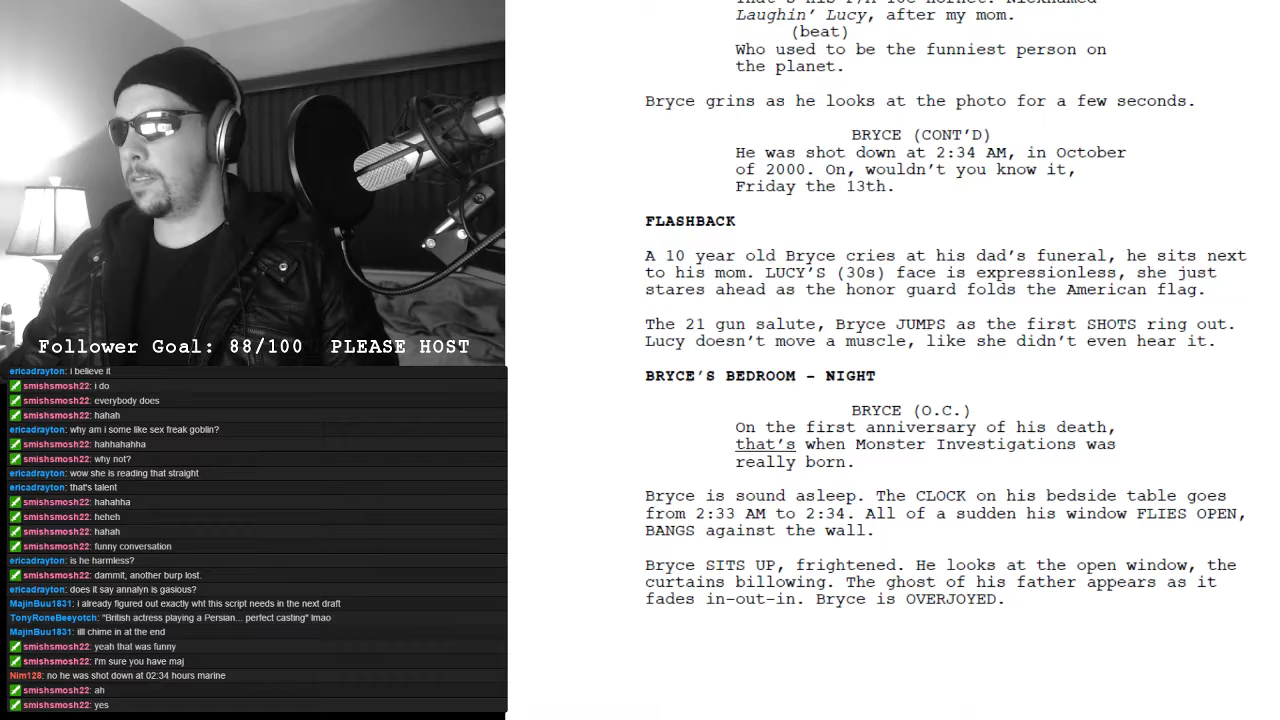 Follower Goal: 88/100 PLEASE HOST
ericadrayton: i believe it
smishsmosh22: i do
smishsmosh22: everybody does
smishsmosh22: hahah
ericadrayton: why am i some like sex freak goblin?
smishsmosh22: hahhahahha
smishsmosh22: why not?
ericadrayton: wow she is reading that straight
ericadrayton: that's talent
smishsmosh22: hahahha
smishsmosh22: heheh
smishsmosh22: hahah
smishsmosh22: funny conversation
ericadrayton: is he harmless?
smishsmosh22: dammit, another burp lost.
ericadrayton: does it say annalyn is gasious?
MajinBuu1831: i already figured out exactly wht this script needs in the next draft
TonyRoneBeeyotch: "British actress playing a Persian... perfect casting" lmao
MajinBuu1831: illl chime in at the end
smishsmosh22: yeah that was funny
smishsmosh22: i'm sure you have maj
Nim128: no he was shot down at 02:34 hours marine
smishsmosh22: ah
smishsmosh22: yes
That's his F/A 18C Hornet. Nicknamed
Laughin' Lucy, after my mom.
(beat)
Who used to be the funniest person on
the planet.
Bryce grins as he looks at the photo for a few seconds.
BRYCE (CONT'D)
He was shot down at 2:34 AM, in October
of 2000. On, wouldn't you know it,
Friday the 13th.
FLASHBACK
A 10 year old Bryce cries at his dad's funeral, he sits next
to his mom. LUCY'S (30s) face is expressionless, she just
stares ahead as the honor guard folds the American flag.
The 21 gun salute, Bryce JUMPS as the first SHOTS ring out.
Lucy doesn't move a muscle, like she didn't even hear it.
BRYCE'S BEDROOM - NIGHT
BRYCE (O.C.)
On the first anniversary of his death,
that's when Monster Investigations was
really born.
Bryce is sound asleep. The CLOCK on his bedside table goes
from 2:33 AM to 2:34. All of a sudden his window FLIES OPEN,
BANGS against the wall.
Bryce SITS UP, frightened. He looks at the open window, the
curtains billowing. The ghost of his father appears as it
fades in-out-in. Bryce is OVERJOYED.